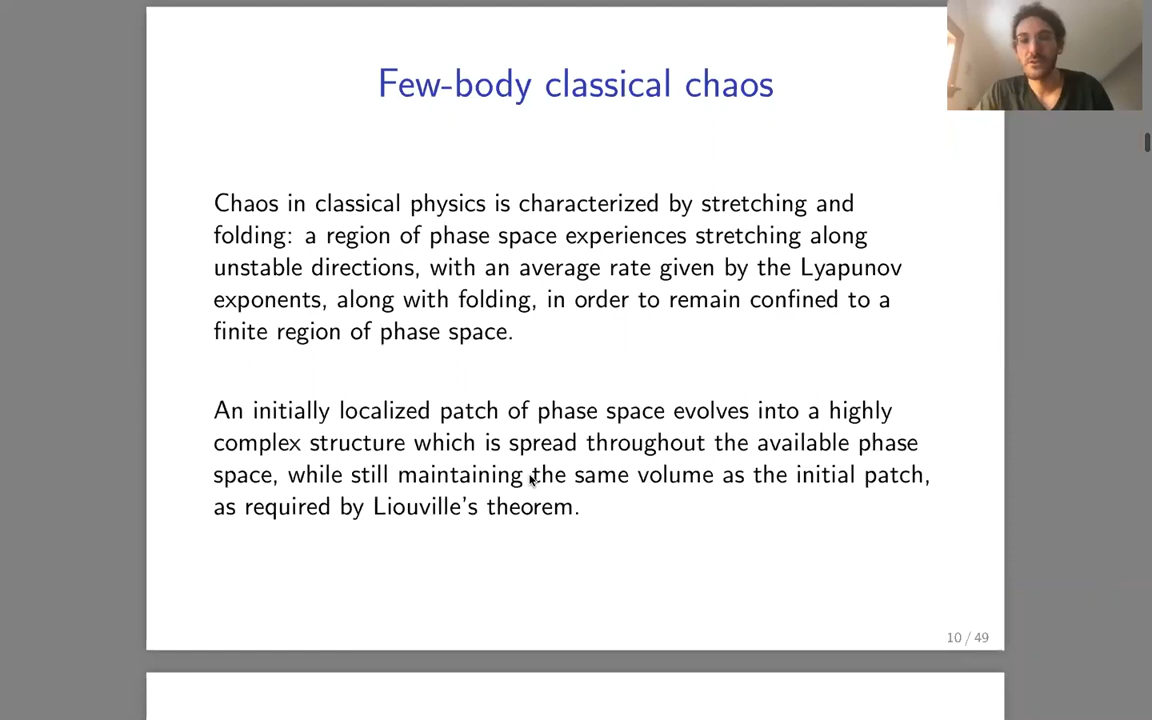 Few-body classical chaos
Chaos in classical physics is characterized by stretching and
folding: a region of phase space experiences stretching along
unstable directions, with an average rate given by the Lyapunov
exponents, along with folding, in order to remain confined to a
finite region of phase space.
An initially localized patch of phase space evolves into a highly
complex structure which is spread throughout the available phase
space, while still maintaining the same volume as the initial patch,
as required by Liouville's theorem.
10 / 49